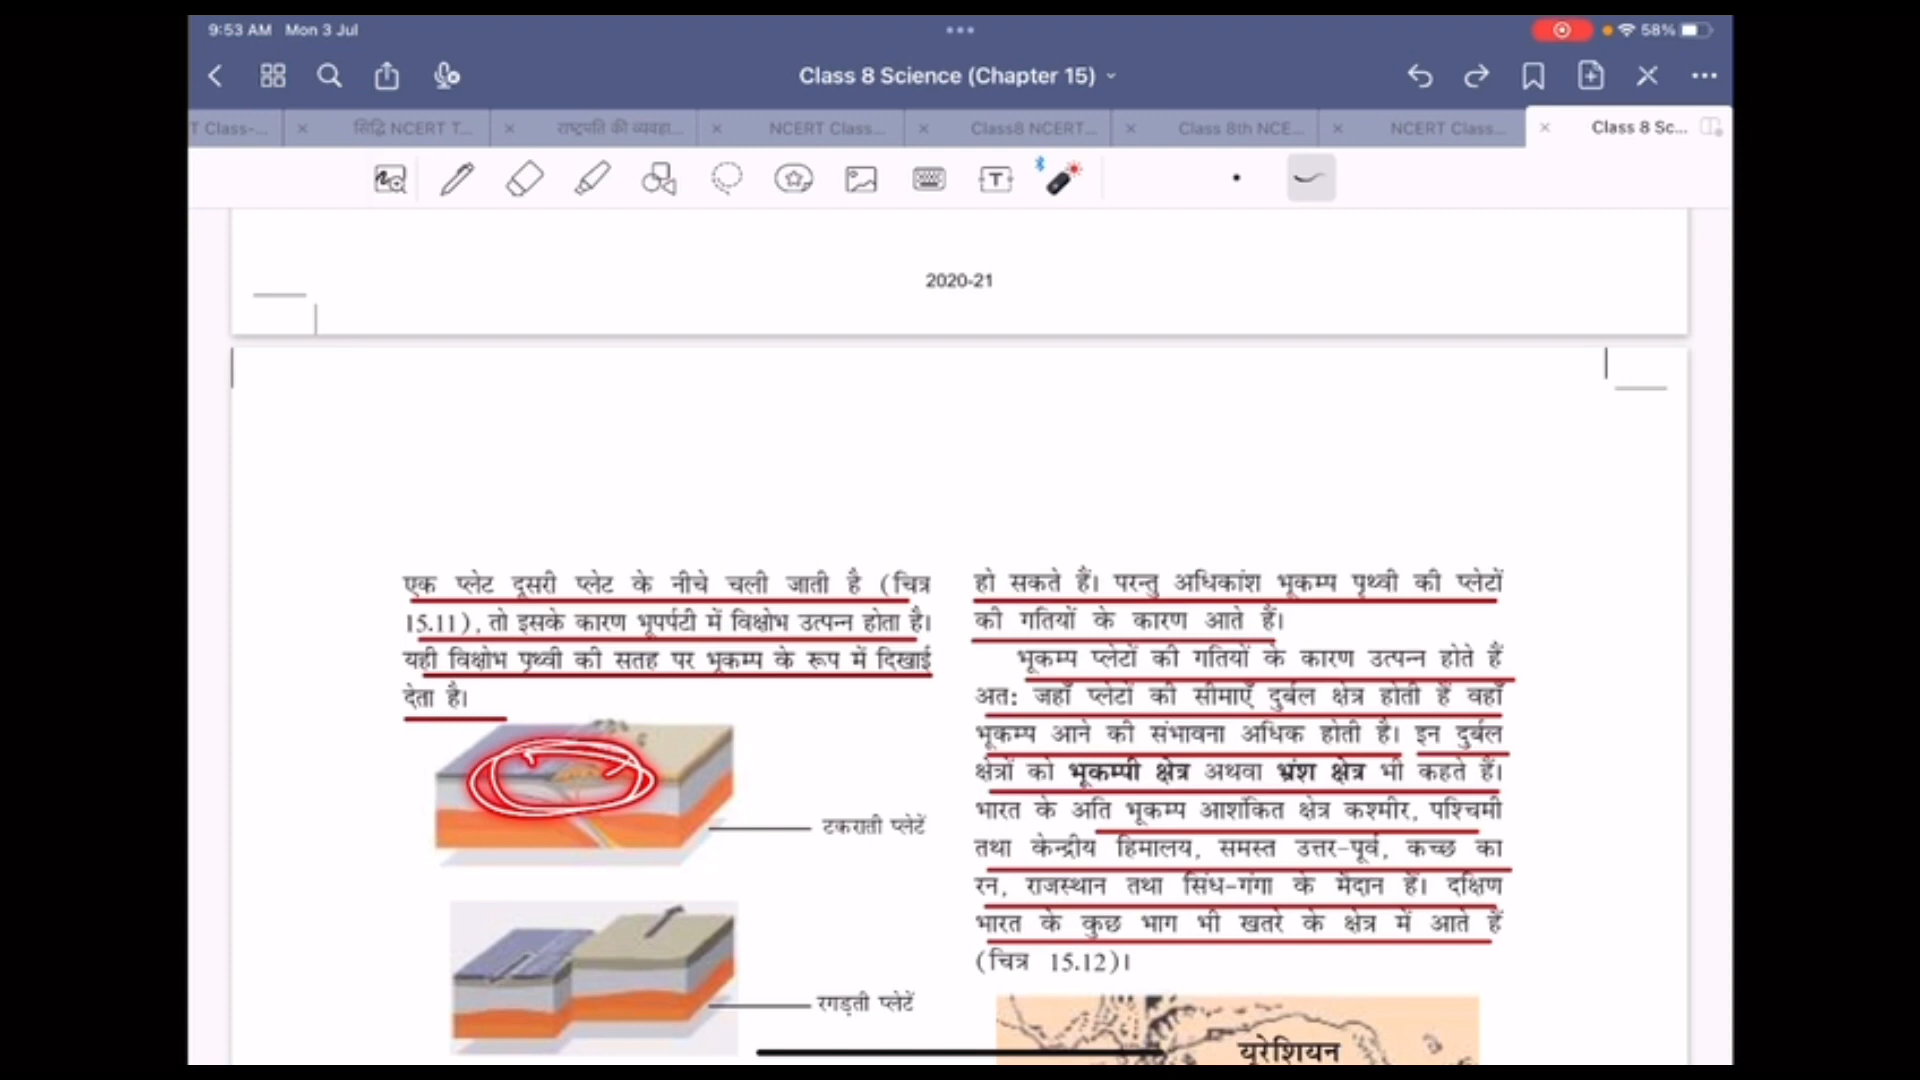 9:53 AM Mon 3 Jul
58%
Class 8 Science (Chapter 15)
T Class-...
सिद्धि NCERT T...
राष्ट्रपति की व्यवहा...
NCERT Class...
Class8 NCERT...
Class 8th NCE...
NCERT Class...
Class 8 Sc...
2020-21
एक प्लेट दूसरी प्लेट के नीचे चली जाती है (चित्र
15.11), तो इसके कारण भूपर्पटी में विक्षोभ उत्पन्न होता है।
यही विक्षोभ पृथ्वी की सतह पर भूकम्प के रूप में दिखाई
देता है।
टकराती प्लेटें
रगड़ती प्लेटें
हो सकते हैं। परन्तु अधिकांश भूकम्प पृथ्वी की प्लेटों
की गतियों के कारण आते हैं।
भूकम्प प्लेटों की गतियों के कारण उत्पन्न होते हैं
अत: जहाँ प्लेटों की सीमाएँ दुर्बल क्षेत्र होती हैं वहाँ
भूकम्प आने की संभावना अधिक होती है। इन दुर्बल
क्षेत्रों को भूकम्पी क्षेत्र अथवा भ्रंश क्षेत्र भी कहते हैं।
भारत के अति भूकम्प आशंकित क्षेत्र कश्मीर, पश्चिमी
तथा केन्द्रीय हिमालय, समस्त उत्तर-पूर्व, कच्छ का
रन, राजस्थान तथा सिंध-गंगा के मैदान हैं। दक्षिण
भारत के कुछ भाग भी खतरे के क्षेत्र में आते हैं
(चित्र 15.12)।
यूरेशियन